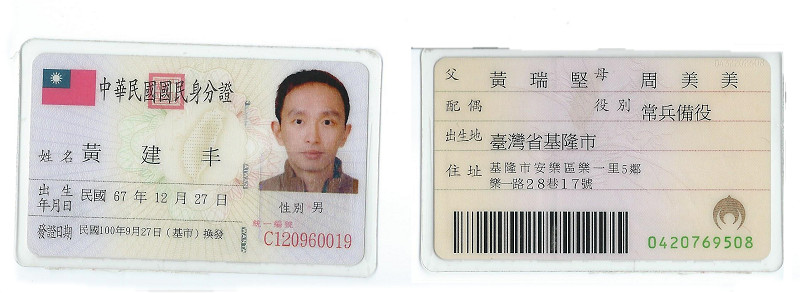 中華民國國民身分證
姓名 黃建丰
出生年月日 民國 67 年 12 月 27 日
性別 男
發證日期 民國100年9月27日(基市)換發
統一編號
C120960019
父 黃瑞堅 母 周美美
配偶 役別 常兵備役
出生地 臺灣省基隆市
住址 基隆市安樂區樂一里5鄰
樂一路28巷17號
0420769508